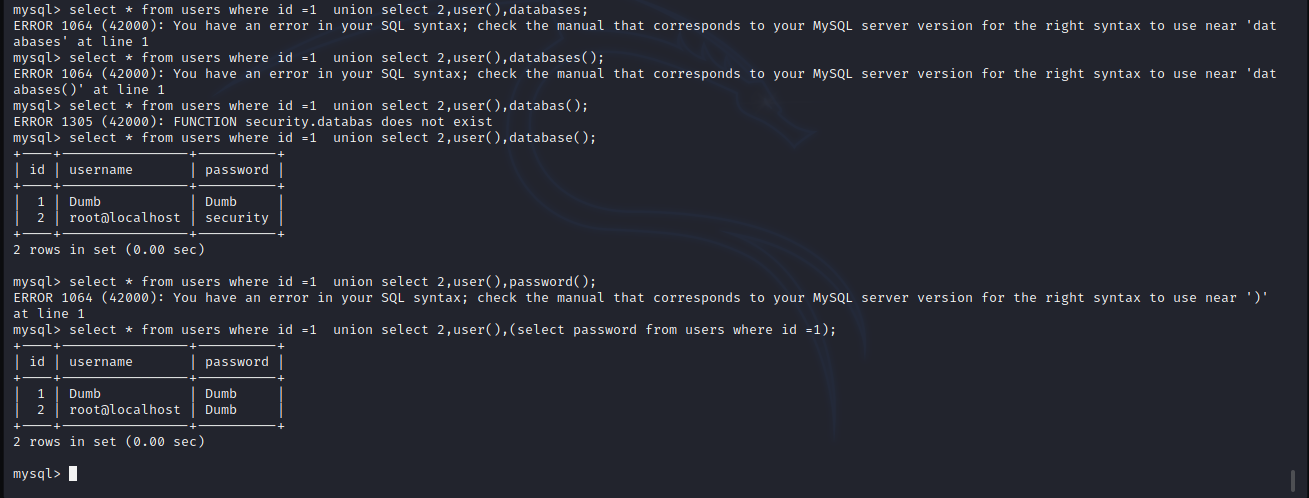 mysql> select * from users where id =1  union select 2,user(),databases;
ERROR 1064 (42000): You have an error in your SQL syntax; check the manual that corresponds to your MySQL server version for the right syntax to use near 'dat
abases' at line 1
mysql> select * from users where id =1  union select 2,user(),databases();
ERROR 1064 (42000): You have an error in your SQL syntax; check the manual that corresponds to your MySQL server version for the right syntax to use near 'dat
abases()' at line 1
mysql> select * from users where id =1  union select 2,user(),databas();
ERROR 1305 (42000): FUNCTION security.databas does not exist
mysql> select * from users where id =1  union select 2,user(),database();
+----+----------------+----------+
| id | username       | password |
+----+----------------+----------+
|  1 | Dumb           | Dumb     |
|  2 | root@localhost | security |
+----+----------------+----------+
2 rows in set (0.00 sec)
mysql> select * from users where id =1  union select 2,user(),password();
ERROR 1064 (42000): You have an error in your SQL syntax; check the manual that corresponds to your MySQL server version for the right syntax to use near ')'
at line 1
mysql> select * from users where id =1  union select 2,user(),(select password from users where id =1);
+----+----------------+----------+
| id | username       | password |
+----+----------------+----------+
|  1 | Dumb           | Dumb     |
|  2 | root@localhost | Dumb     |
+----+----------------+----------+
2 rows in set (0.00 sec)
mysql>